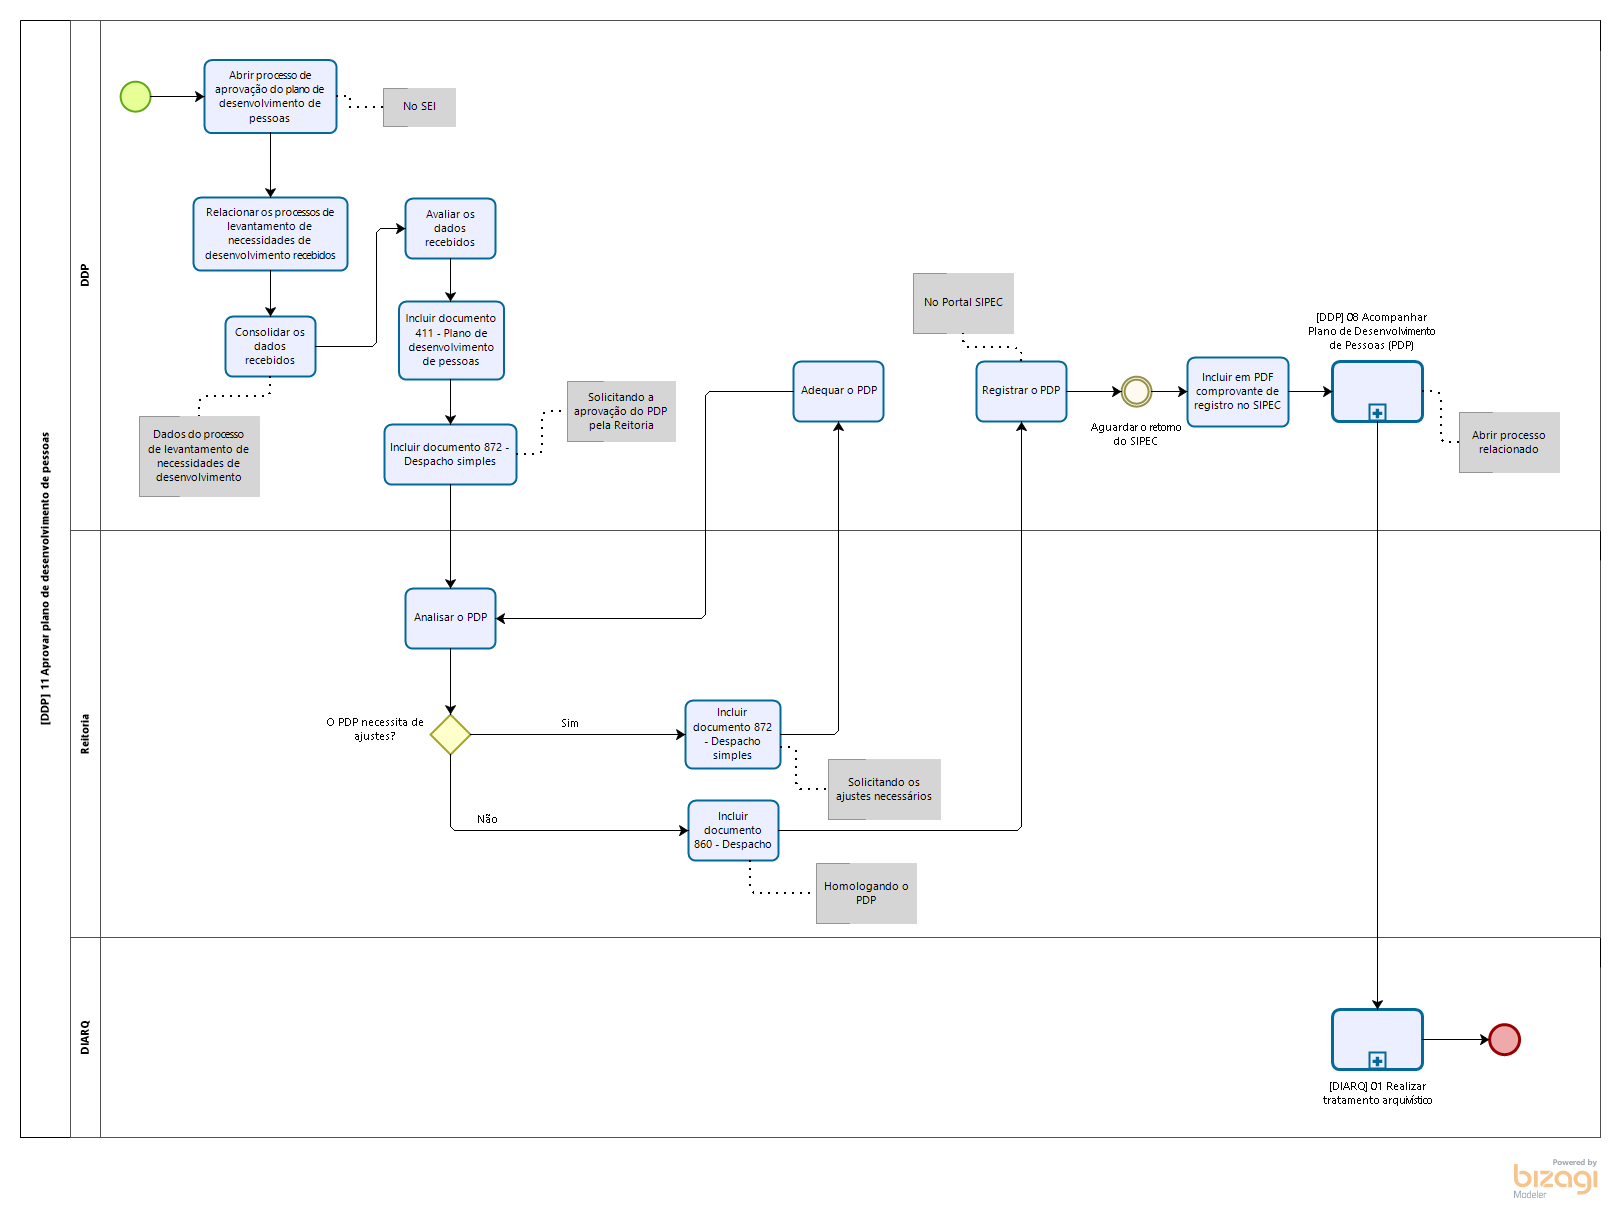 [DDP] 11 Aprovar plano de desenvolvimento de pessoas
DDP
Abrir processo de
aprovação do plano de
desenvolvimento de
pessoas
No SEI
Relacionar os processos de
levantamento de
necessidades de
desenvolvimento recebidos
Consolidar os
dados
recebidos
Dados do processo
de levantamento de
necessidades de
desenvolvimento
Avaliar os
dados
recebidos
Incluir documento
411 - Plano de
desenvolvimento
de pessoas
Incluir documento 872 -
Despacho simples
Solicitando a
aprovação do PDP
pela Reitoria
Adequar o PDP
No Portal SIPEC
Registrar o PDP
Aguardar o retorno
do SIPEC
Incluir em PDF
comprovante de
registro no SIPEC
[DDP] 08 Acompanhar
Plano de Desenvolvimento
de Pessoas (PDP)
Abrir processo
relacionado
Reitoria
Analisar o PDP
O PDP necessita de
ajustes?
Sim
Incluir
documento 872
- Despacho
simples
Solicitando os
ajustes necessários
Não
Incluir
documento
860 - Despacho
Homologando o
PDP
DIARQ
[DIARQ] 01 Realizar
tratamento arquivístico
Powered by
bizagi
Modeler